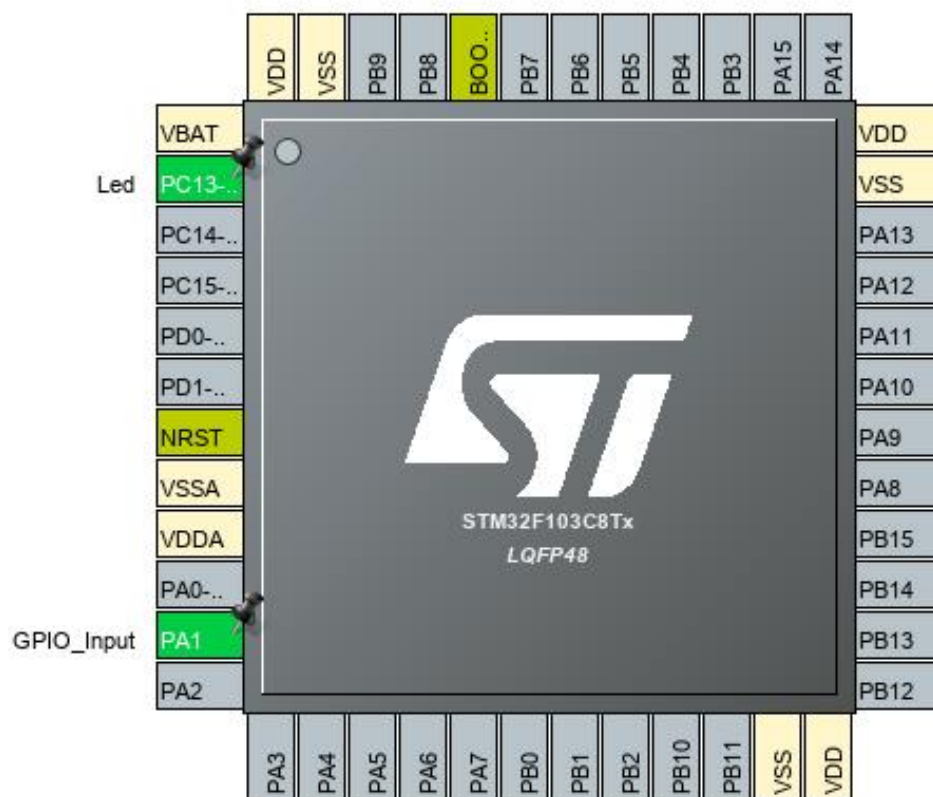 VDD
VSS
PB9
PB8
BOO..
PB7
PB6
PB5
PB4
PB3
PA15
PA14
VBAT
Led PC13-..
PC14-..
PC15-..
PD0-..
PD1-..
NRST
VSSA
VDDA
PA0-..
GPIO_Input PA1
PA2
ST
STM32F103C8Tx
LQFP48
VDD
VSS
PA13
PA12
PA11
PA10
PA9
PA8
PB15
PB14
PB13
PB12
PA3
PA4
PA5
PA6
PA7
PB0
PB1
PB2
PB10
PB11
VSS
VDD